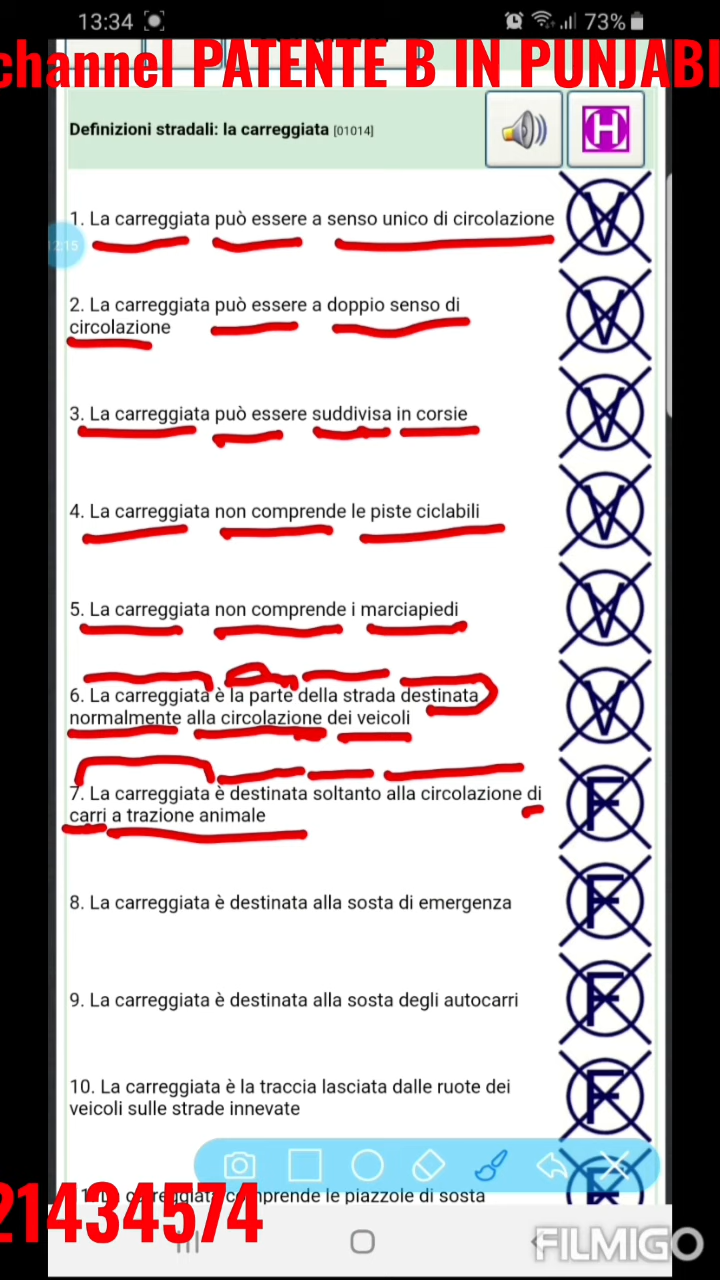 13:34
73%
channel PATENTE B IN PUNJABI
Definizioni stradali: la carreggiata [01014]
H
12:15
1. La carreggiata può essere a senso unico di circolazione
V
2. La carreggiata può essere a doppio senso di
circolazione
V
3. La carreggiata può essere suddivisa in corsie
V
4. La carreggiata non comprende le piste ciclabili
V
5. La carreggiata non comprende i marciapiedi
V
6. La carreggiata è la parte della strada destinata
normalmente alla circolazione dei veicoli
V
7. La carreggiata è destinata soltanto alla circolazione di
carri a trazione animale
F
8. La carreggiata è destinata alla sosta di emergenza
F
9. La carreggiata è destinata alla sosta degli autocarri
F
10. La carreggiata è la traccia lasciata dalle ruote dei
veicoli sulle strade innevate
F
carreggiata comprende le piazzole di sosta
F
21434574
FILMIGO